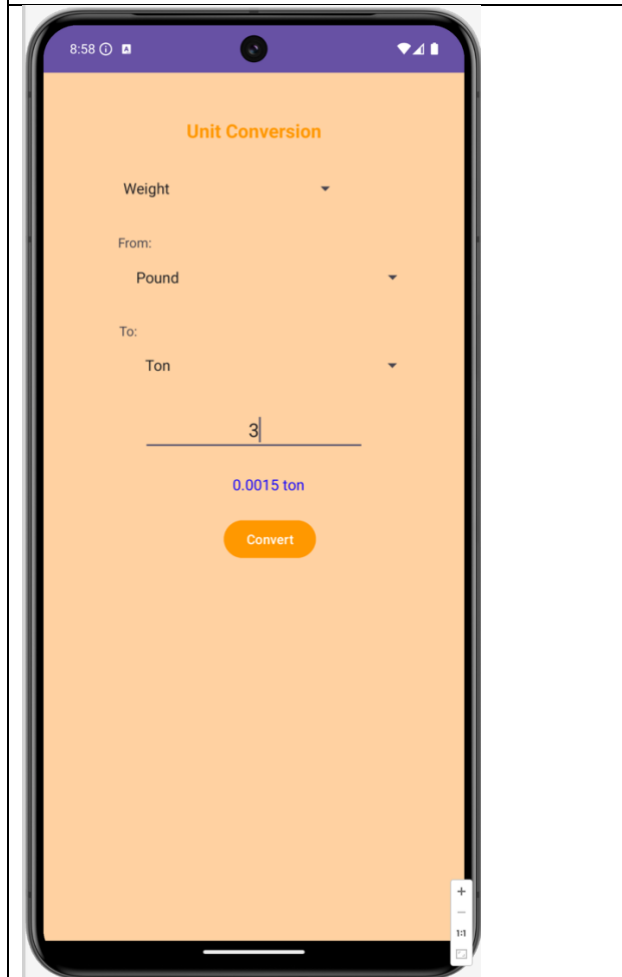 8:58
Unit Conversion
Weight
From:
Pound
To:
Ton
3
0.0015 ton
Convert
1:1